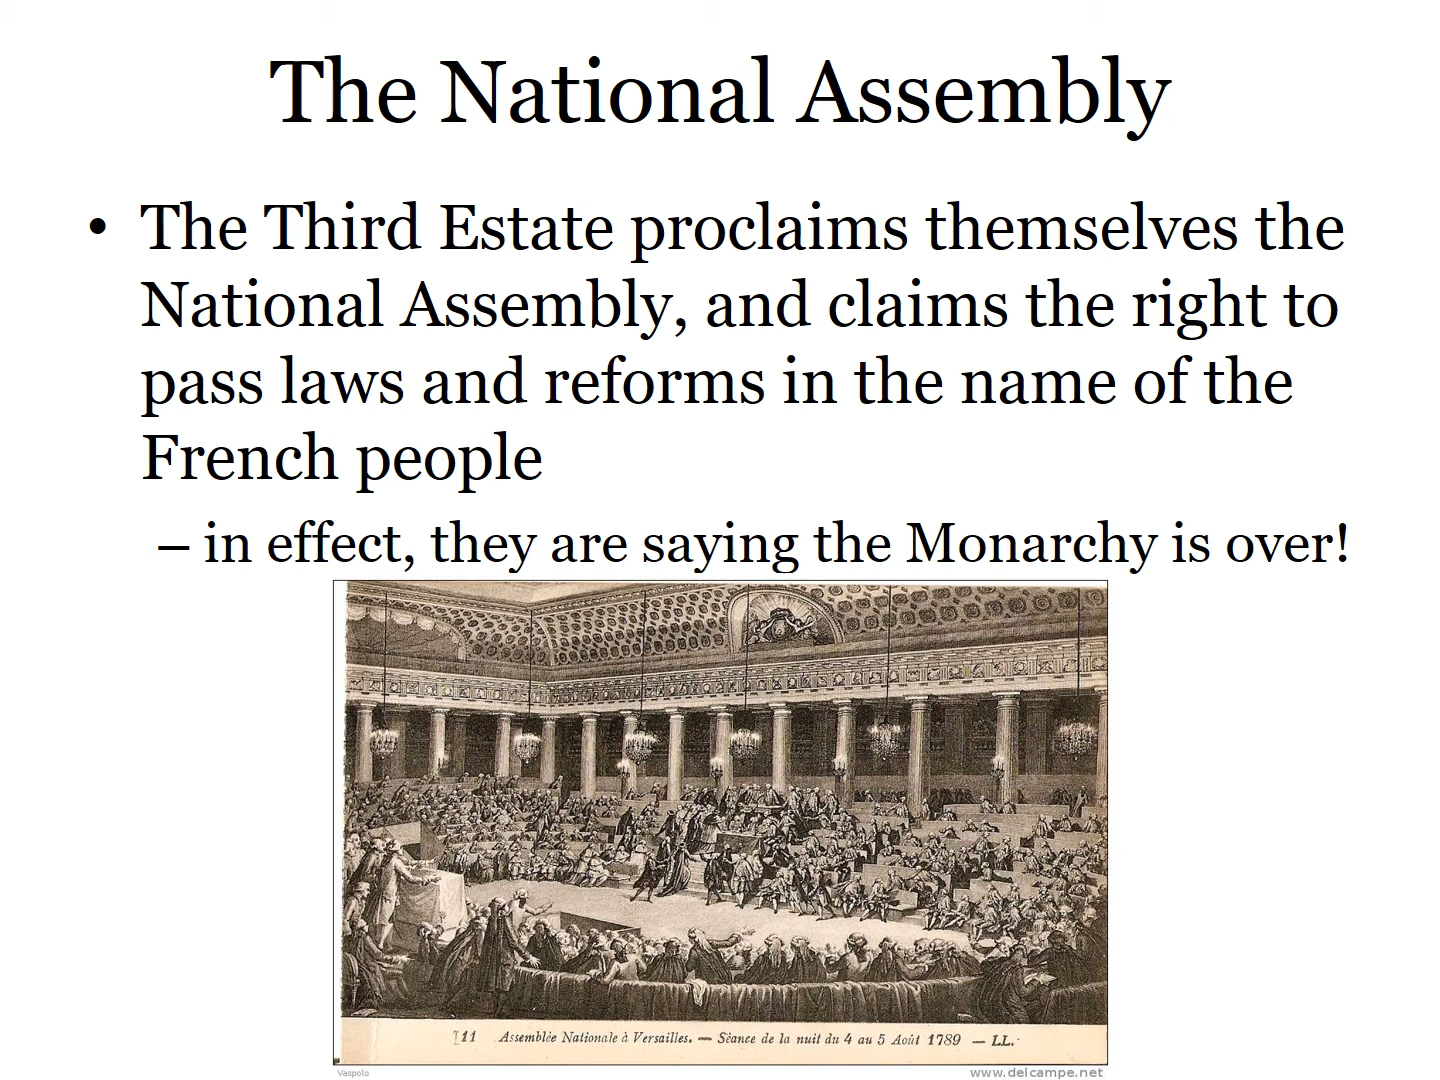 The National Assembly
• The Third Estate proclaims themselves the
National Assembly, and claims the right to
pass laws and reforms in the name of the
French people
– in effect, they are saying the Monarchy is over!
11 Assemblée Nationale à Versailles. — Séance de la nuit du 4 au 5 Août 1789 — LL.
Vaspolo
www.delcampe.net